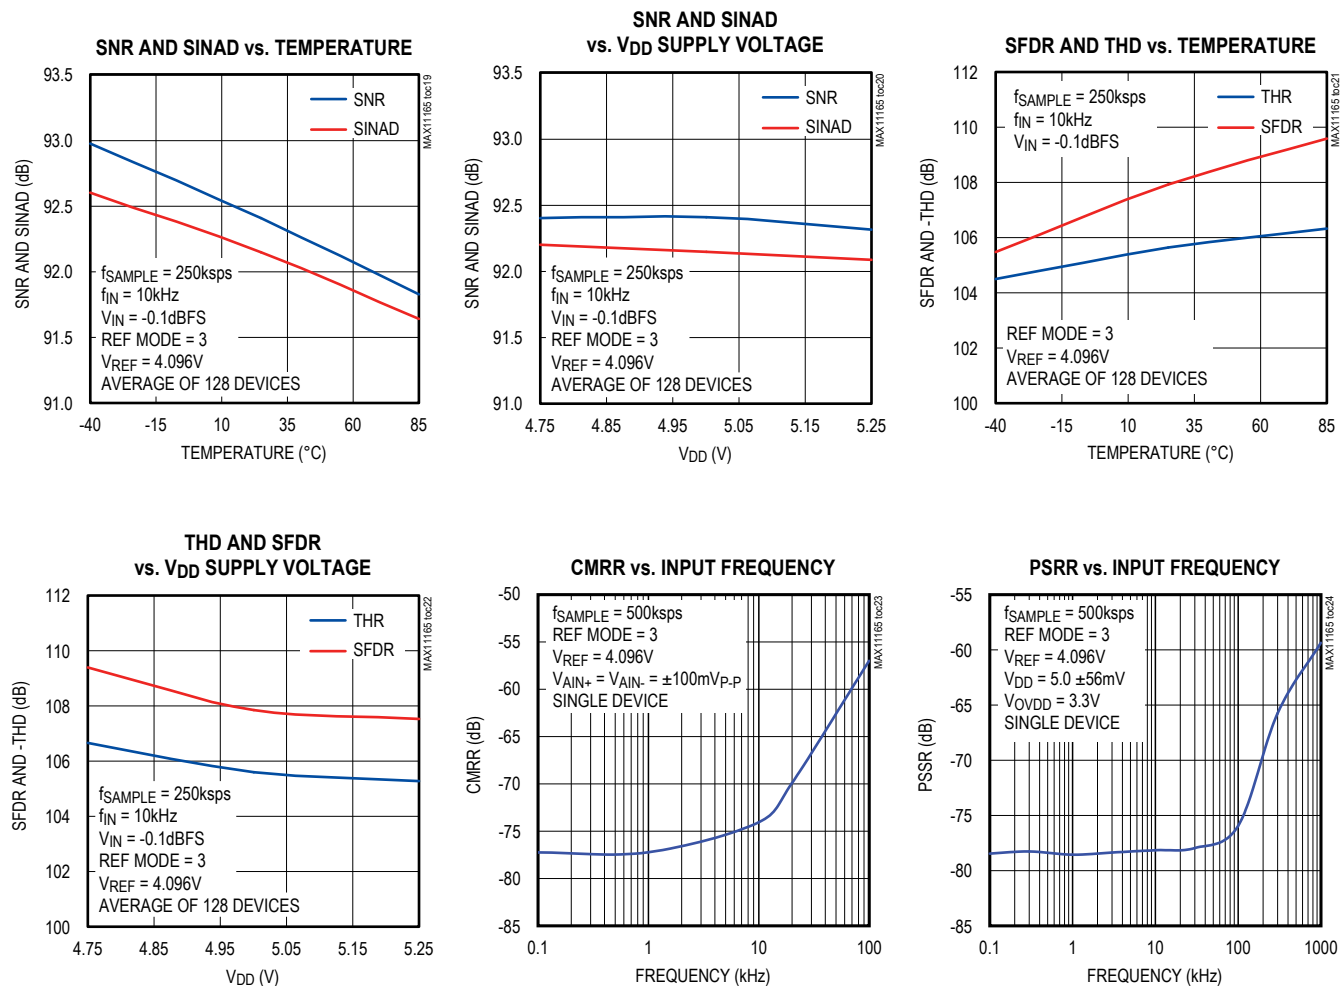 SNR AND SINAD vs. TEMPERATURE
MAX11165 toc19
SNR AND SINAD (dB)
93.5
93.0
92.5
92.0
91.5
91.0
SNR
SINAD
fSAMPLE = 250ksps
fIN = 10kHz
VIN = -0.1dBFS
REF MODE = 3
VREF = 4.096V
AVERAGE OF 128 DEVICES
-40 -15 10 35 60 85
TEMPERATURE (°C)
SNR AND SINAD
vs. VDD SUPPLY VOLTAGE
MAX11165 toc20
SNR AND SINAD (dB)
93.5
93.0
92.5
92.0
91.5
91.0
SNR
SINAD
fSAMPLE = 250ksps
fIN = 10kHz
VIN = -0.1dBFS
REF MODE = 3
VREF = 4.096V
AVERAGE OF 128 DEVICES
4.75 4.85 4.95 5.05 5.15 5.25
VDD (V)
SFDR AND THD vs. TEMPERATURE
MAX11165 toc21
SFDR AND -THD (dB)
112
110
108
106
104
102
100
fSAMPLE = 250ksps
fIN = 10kHz
VIN = -0.1dBFS
THR
SFDR
REF MODE = 3
VREF = 4.096V
AVERAGE OF 128 DEVICES
-40 -15 10 35 60 85
TEMPERATURE (°C)
THD AND SFDR
vs. VDD SUPPLY VOLTAGE
MAX11165 toc22
SFDR AND -THD (dB)
112
110
108
106
104
102
100
THR
SFDR
fSAMPLE = 250ksps
fIN = 10kHz
VIN = -0.1dBFS
REF MODE = 3
VREF = 4.096V
AVERAGE OF 128 DEVICES
4.75 4.85 4.95 5.05 5.15 5.25
VDD (V)
CMRR vs. INPUT FREQUENCY
MAX11165 toc23
CMRR (dB)
-50
-55
-60
-65
-70
-75
-80
-85
fSAMPLE = 500ksps
REF MODE = 3
VREF = 4.096V
VAIN+ = VAIN- = ±100mVP-P
SINGLE DEVICE
0.1 1 10 100
FREQUENCY (kHz)
PSRR vs. INPUT FREQUENCY
MAX11165 toc24
PSSR (dB)
-55
-60
-65
-70
-75
-80
-85
fSAMPLE = 500ksps
REF MODE = 3
VREF = 4.096V
VDD = 5.0 ±56mV
VOVDD = 3.3V
SINGLE DEVICE
0.1 1 10 100 1000
FREQUENCY (kHz)